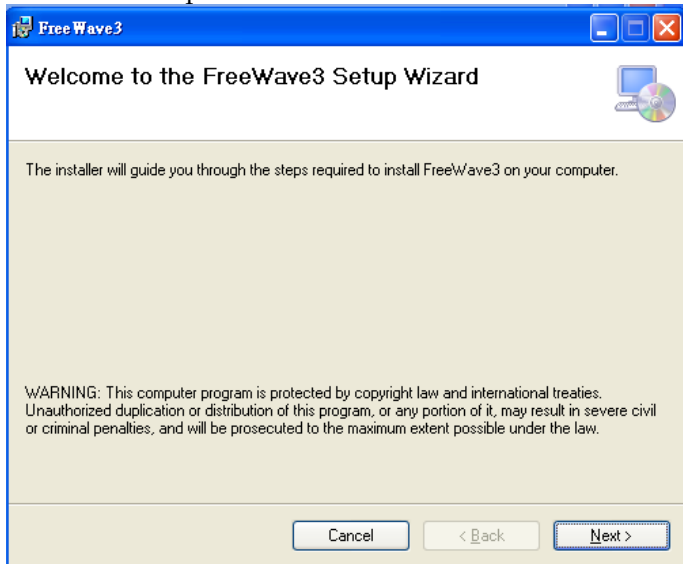 FreeWave3
Welcome to the FreeWave3 Setup Wizard
The installer will guide you through the steps required to install FreeWave3 on your computer.
WARNING: This computer program is protected by copyright law and international treaties.
Unauthorized duplication or distribution of this program, or any portion of it, may result in severe civil
or criminal penalties, and will be prosecuted to the maximum extent possible under the law.
Cancel
< Back
Next >